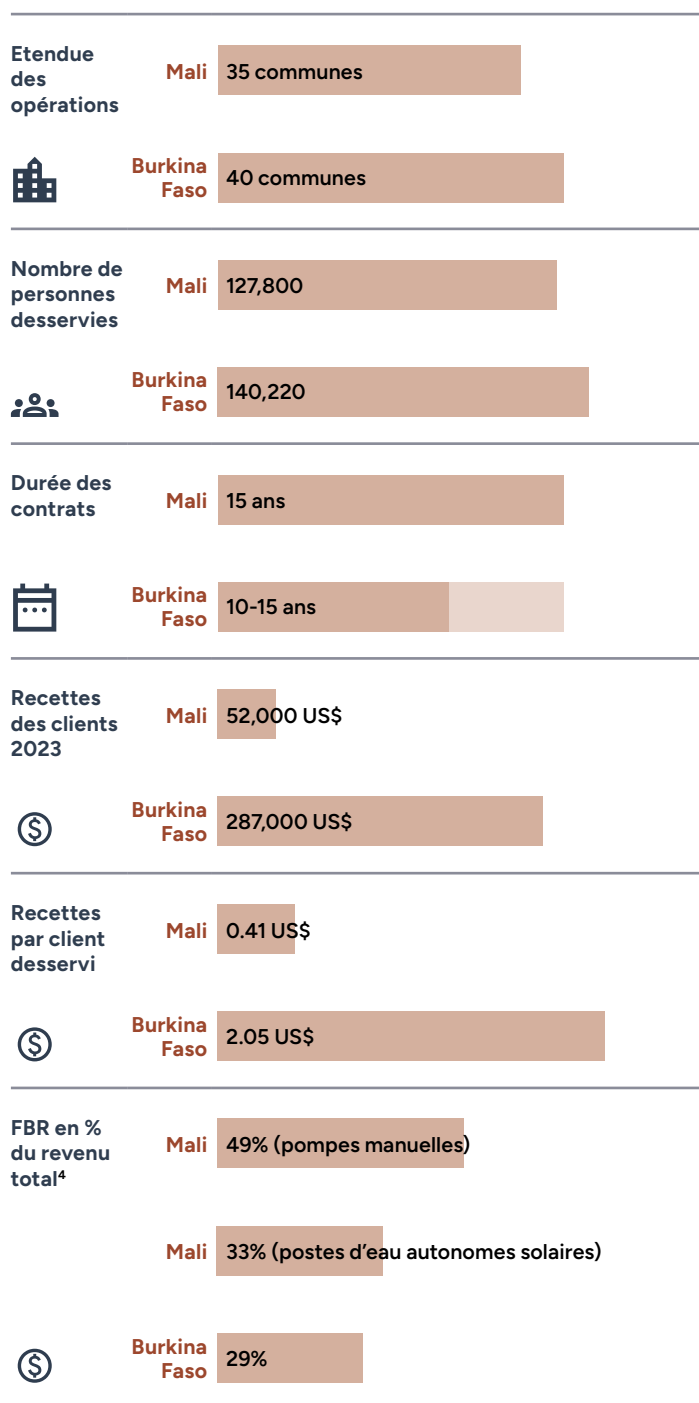 Etendue
des
opérations
Mali
35 communes
Burkina
Faso
40 communes
Nombre de
personnes
desservies
Mali
127,800
Burkina
Faso
140,220
Durée des
contrats
Mali
15 ans
Burkina
Faso
10-15 ans
Recettes
des clients
2023
Mali
52,000 US$
Burkina
Faso
287,000 US$
Recettes
par client
desservi
Mali
0.41 US$
Burkina
Faso
2.05 US$
FBR en %
du revenu
total⁴
Mali
49% (pompes manuelles)
Mali
33% (postes d’eau autonomes solaires)
Burkina
Faso
29%